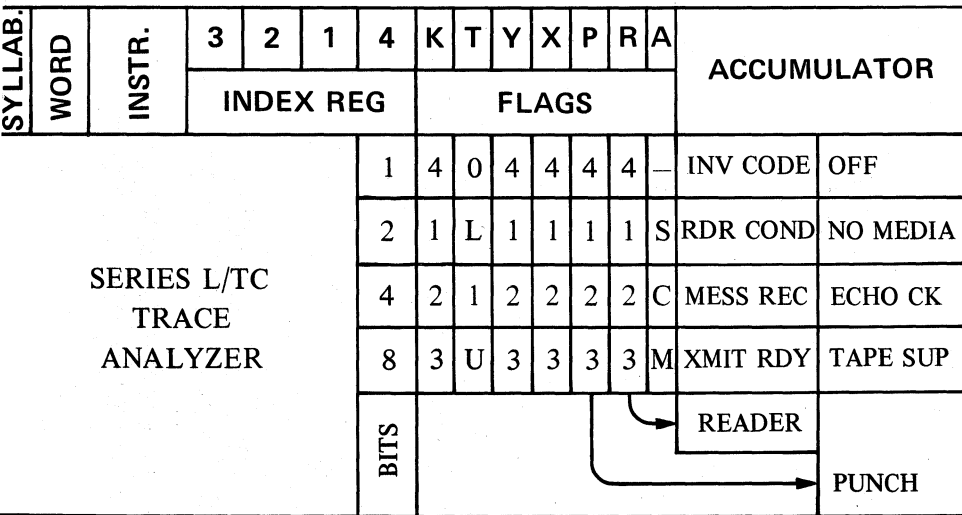 SYLLAB. WORD INSTR. 3 2 1 4 K T Y X P R A ACCUMULATOR
INDEX REG FLAGS
1 4 0 4 4 4 4 – INV CODE OFF
2 1 L 1 1 1 1 S RDR COND NO MEDIA
SERIES L/TC
4 2 1 2 2 2 2 C MESS REC ECHO CK
TRACE
ANALYZER
8 3 U 3 3 3 3 M XMIT RDY TAPE SUP
BITS READER
PUNCH